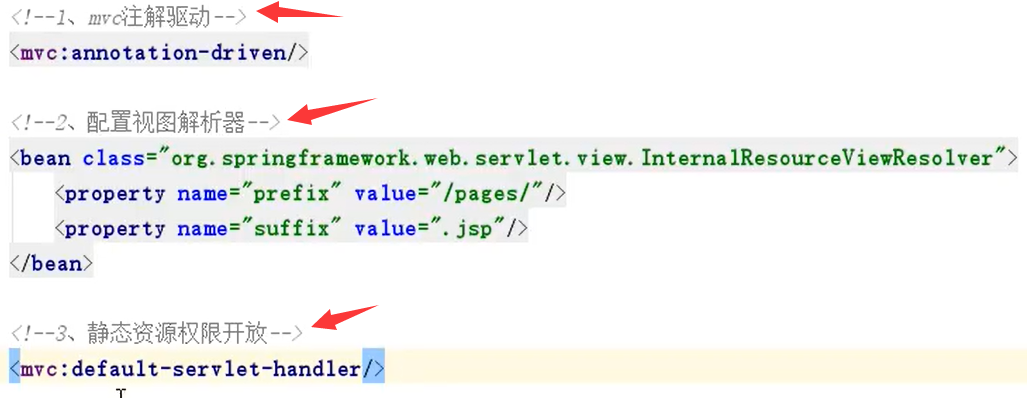 <!--1、mvc注解驱动-->
<mvc:annotation-driven/>
<!--2、配置视图解析器-->
<bean class="org.springframework.web.servlet.view.InternalResourceViewResolver">
<property name="prefix" value="/pages/"/>
<property name="suffix" value=".jsp"/>
</bean>
<!--3、静态资源权限开放-->
<mvc:default-servlet-handler/>